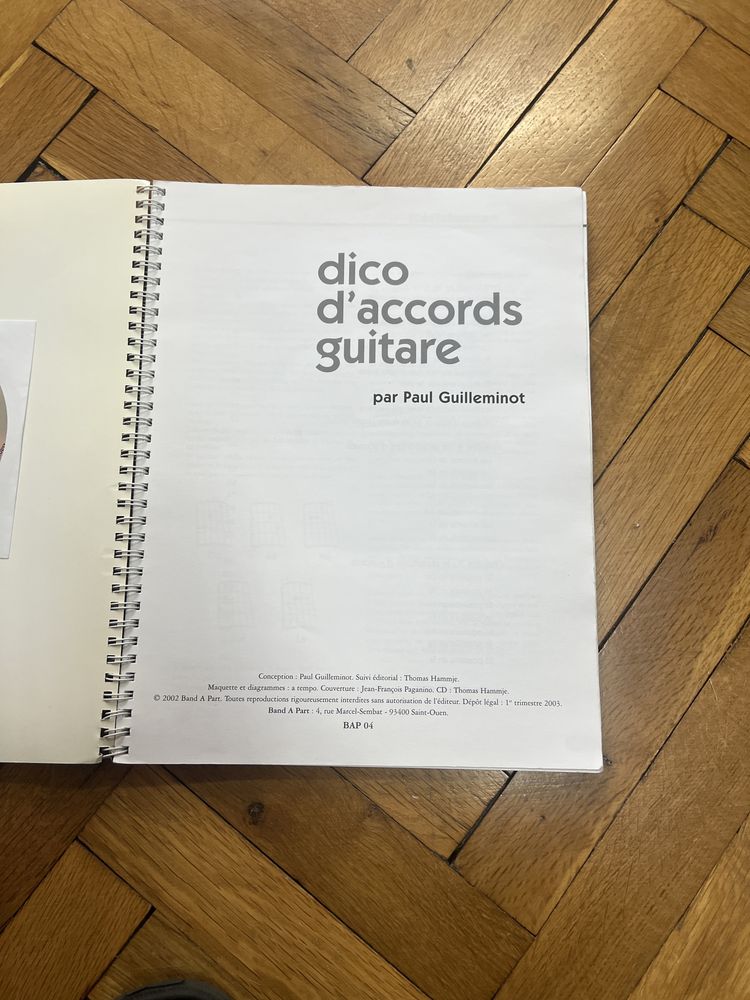 dico
d'accords
guitare
par Paul Guilleminot
Conception : Paul Guilleminot. Suivi éditorial : Thomas Hammje.
Maquette et diagrammes : a tempo. Couverture : Jean-François Paganino. CD : Thomas Hammje.
© 2002 Band A Part. Toutes reproductions rigoureusement interdites sans autorisation de l'éditeur. Dépôt légal : 1er trimestre 2003.
Band A Part : 4, rue Marcel-Sembat - 93400 Saint-Ouen.
BAP 04